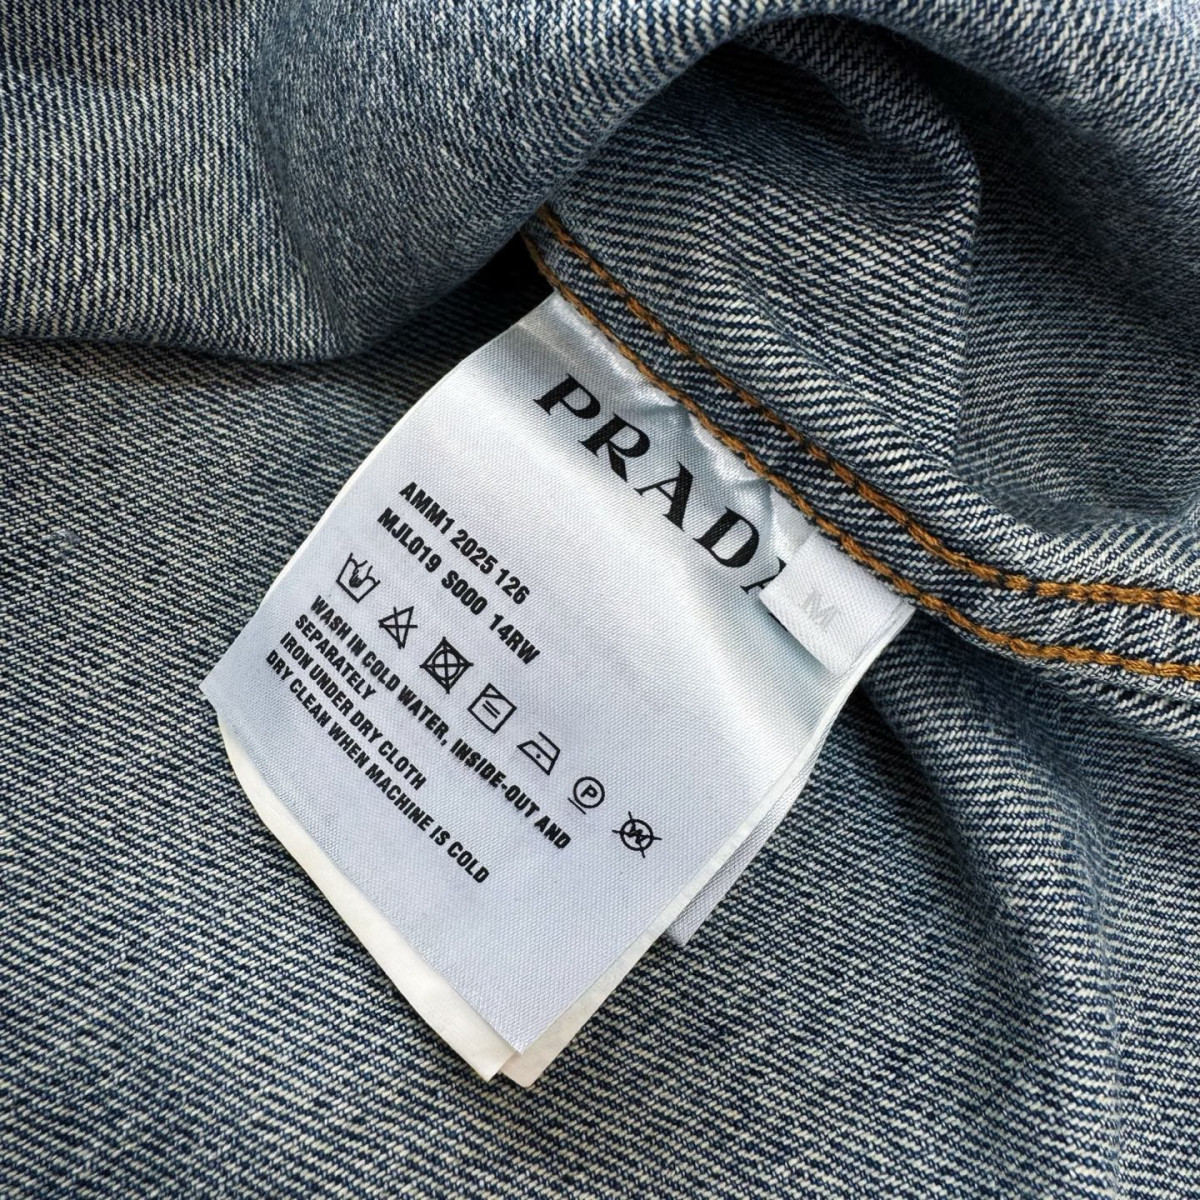 PRADA
M
AMM1 2025 126
MJL019 S000 14RW
P
W
WASH IN COLD WATER, INSIDE-OUT AND
SEPARATELY
IRON UNDER DRY CLOTH
DRY CLEAN WHEN MACHINE IS COLD